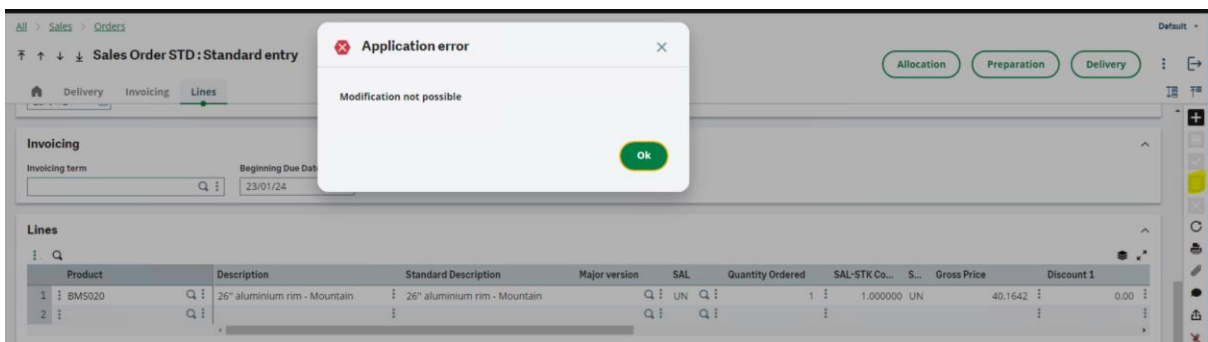 All > Sales > Orders
Default
Sales Order STD : Standard entry
Application error
Allocation
Preparation
Delivery
Delivery
Invoicing
Lines
Modification not possible
Ok
Invoicing
Invoicing term
Beginning Due Dat
23/01/24
Lines
Product Description Standard Description Major version SAL Quantity Ordered SAL-STK Co... S... Gross Price Discount 1
1 BMS020 26" aluminium rim - Mountain 26" aluminium rim - Mountain UN 1 1.000000 UN 40.1642 0.00
2